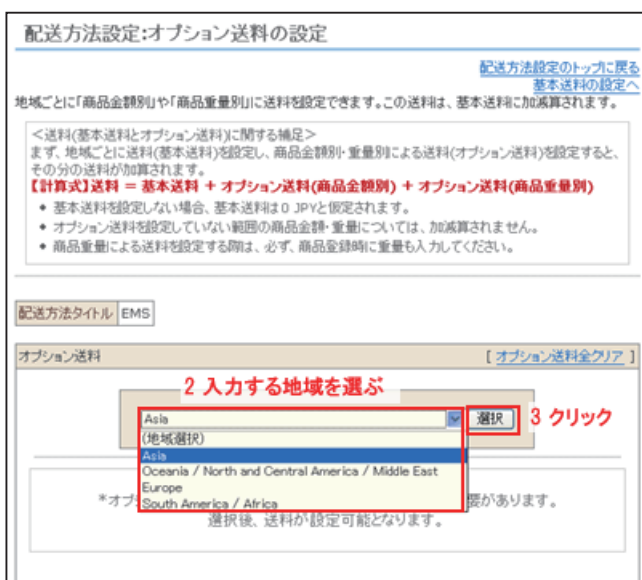 配送方法設定:オプション送料の設定
配送方法設定のトップに戻る
基本送料の設定へ
地域ごとに「商品金額別」や「商品重量別」に送料を設定できます。この送料は、基本送料に加減算されます。
＜送料(基本送料とオプション送料)に関する補足＞
まず、地域ごとに送料(基本送料)を設定し、商品金額別・重量別による送料(オプション送料)を設定すると、
その分の送料が加算されます。
【計算式】送料 = 基本送料 + オプション送料(商品金額別) + オプション送料(商品重量別)
◆ 基本送料を設定しない場合、基本送料は0 JPYと仮定されます。
◆ オプション送料を設定していない範囲の商品金額・重量については、加減算されません。
◆ 商品重量による送料を設定する際は、必ず、商品登録時に重量も入力してください。
配送方法タイトル EMS
オプション送料 [ オプション送料全クリア ]
2 入力する地域を選ぶ
Asia 選択 3 クリック
(地域選択)
Asia
Oceania / North and Central America / Middle East
Europe
South America / Africa
*オプ 要があります。
選択後、送料が設定可能となります。